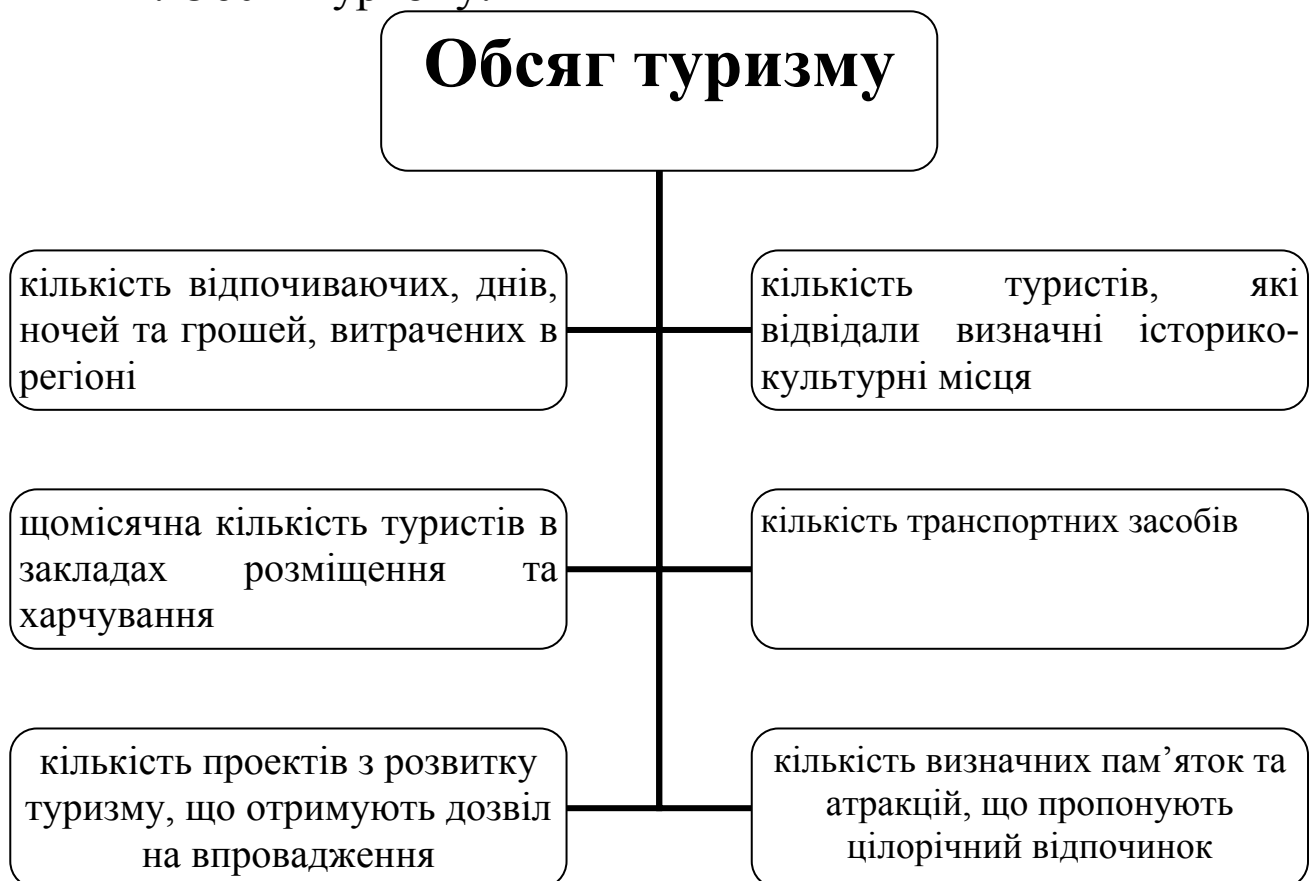 Обсяг туризму
кількість відпочиваючих, днів,
ночей та грошей, витрачених в
регіоні
кількість туристів, які
відвідали визначні історико-
культурні місця
щомісячна кількість туристів в
закладах розміщення та
харчування
кількість транспортних засобів
кількість проектів з розвитку
туризму, що отримують дозвіл
на впровадження
кількість визначних пам’яток та
атракцій, що пропонують
цілорічний відпочинок